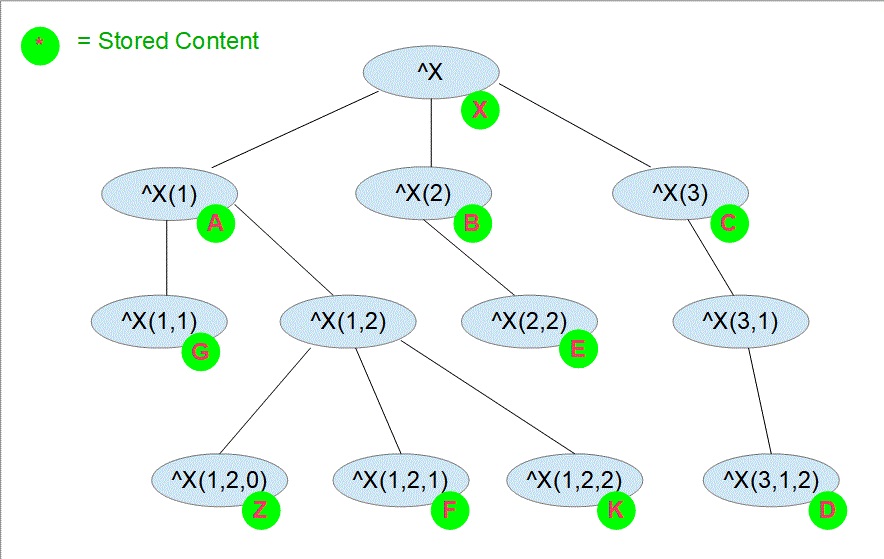 * = Stored Content
^X
X
^X(1)
A
^X(2)
B
^X(3)
C
^X(1,1)
G
^X(1,2)
^X(2,2)
E
^X(3,1)
^X(1,2,0)
Z
^X(1,2,1)
F
^X(1,2,2)
K
^X(3,1,2)
D